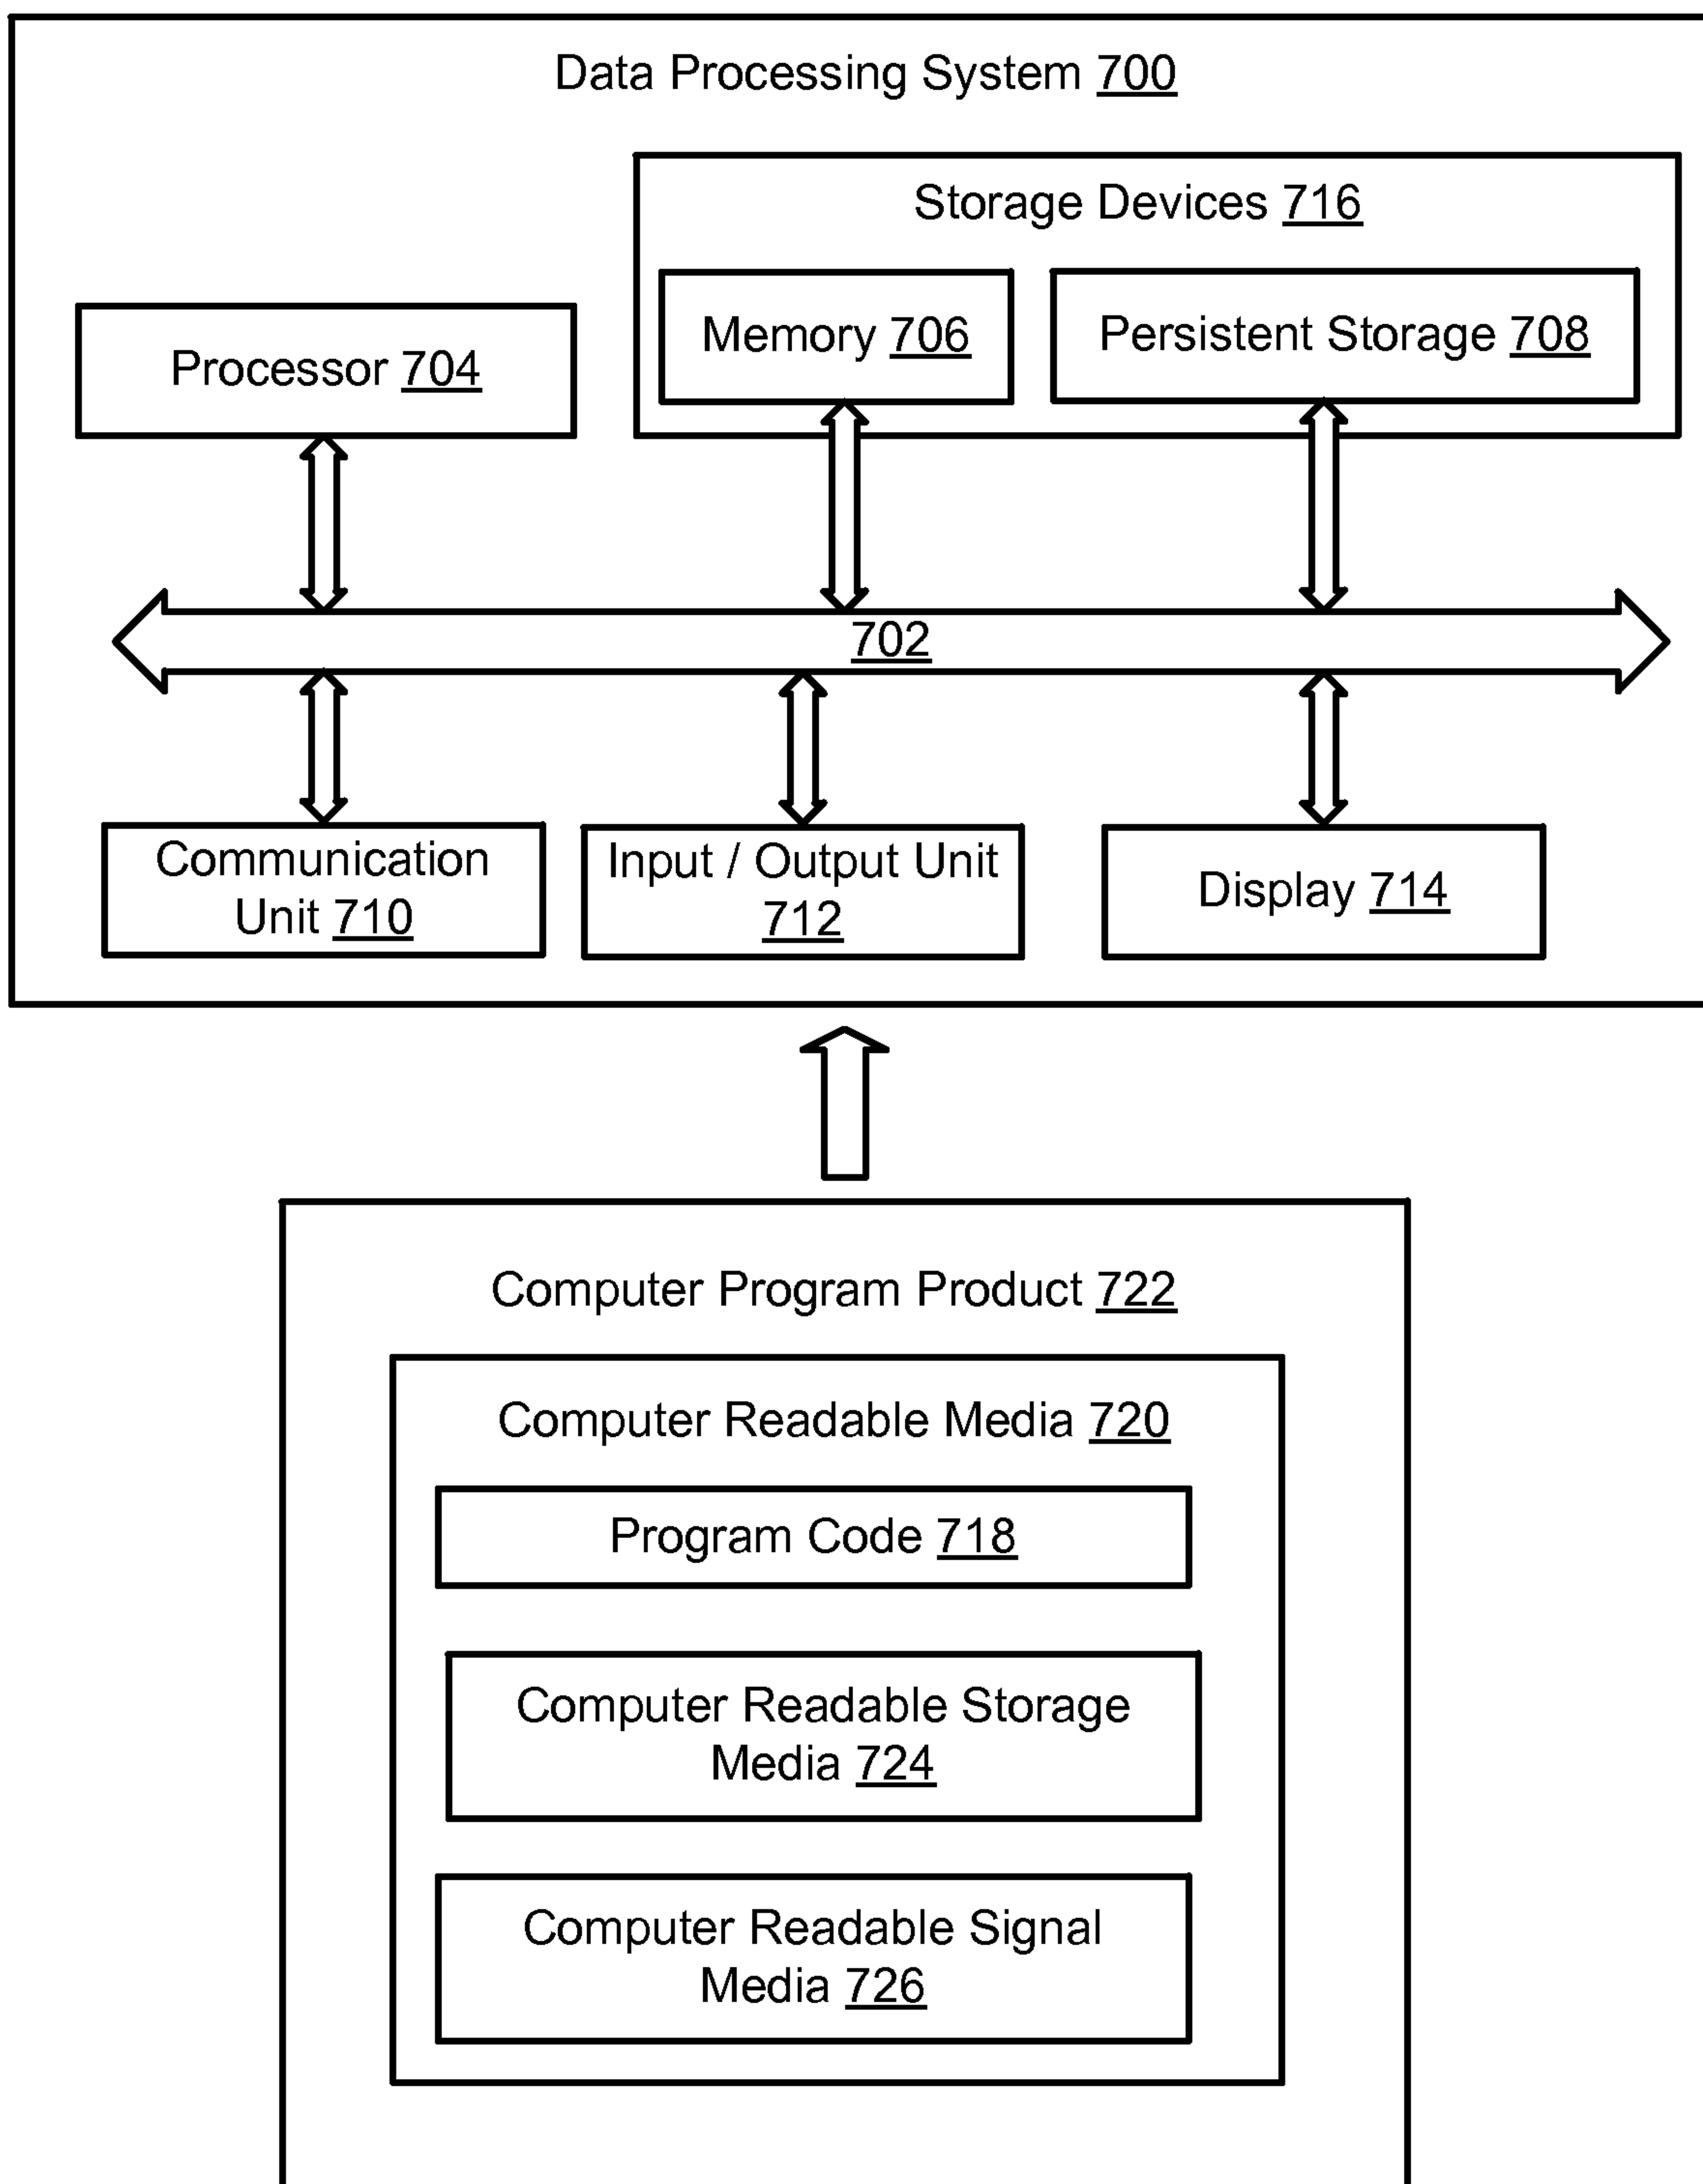 Data Processing System 700
Storage Devices 716
Memory 706
Persistent Storage 708
Processor 704
702
Communication
Unit 710
Input / Output Unit
712
Display 714
Computer Program Product 722
Computer Readable Media 720
Program Code 718
Computer Readable Storage
Media 724
Computer Readable Signal
Media 726